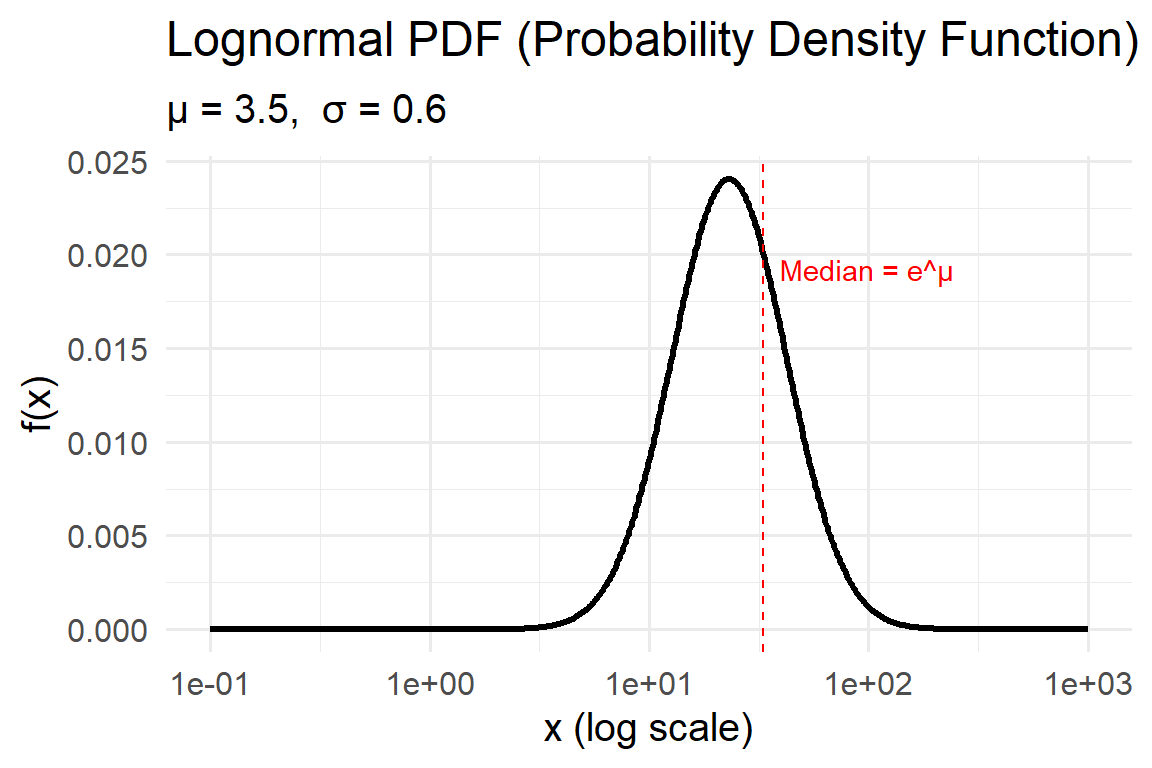 Lognormal PDF (Probability Density Function)
μ = 3.5,  σ = 0.6
0.025
0.020
0.015
0.010
0.005
0.000
f(x)
Median = e^μ
1e-01
1e+00
1e+01
1e+02
1e+03
x (log scale)